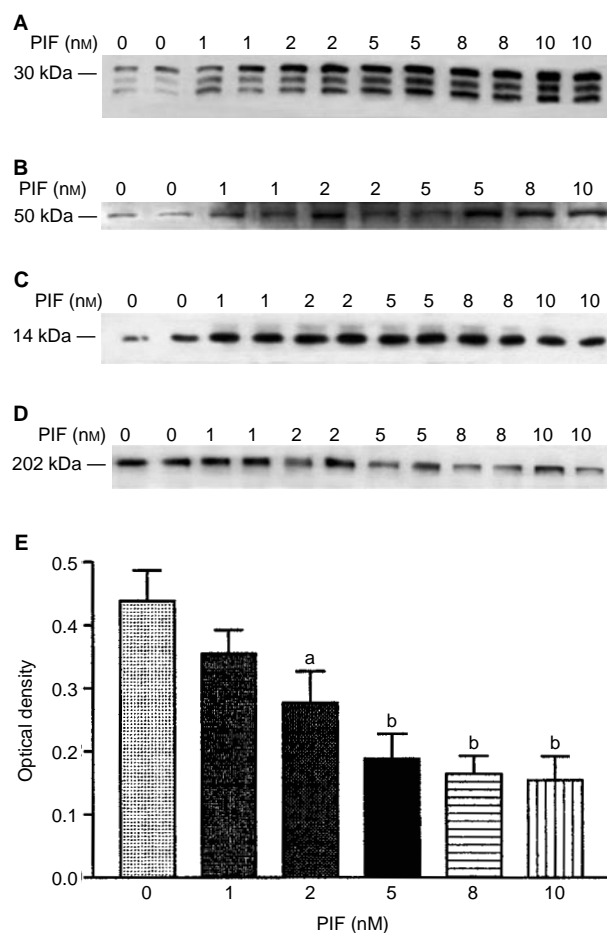 A
PIF (nM) 0 0 1 1 2 2 5 5 8 8 10 10
30 kDa —
B
PIF (nM) 0 0 1 1 2 2 5 5 8 10
50 kDa —
C
PIF (nM) 0 0 1 1 2 2 5 5 8 8 10 10
14 kDa —
D
PIF (nM) 0 0 1 1 2 2 5 5 8 8 10 10
202 kDa —
E
0.5
0.4
0.3
0.2
0.1
0.0
Optical density
a
b
b
b
0 1 2 5 8 10
PIF (nM)